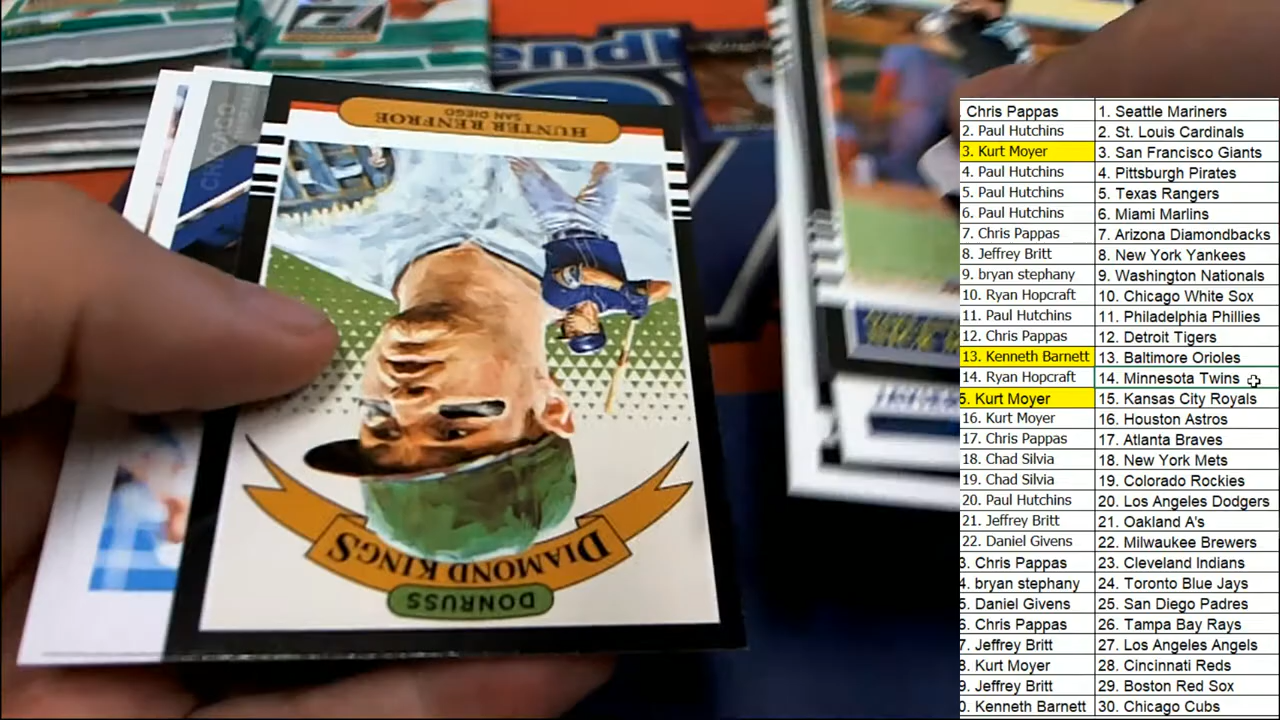 HUNTER RENFROE
SAN DIEGO
DIAMOND KINGS
DONRUSS
CHICAGO
. Chris Pappas 1. Seattle Mariners
2. Paul Hutchins 2. St. Louis Cardinals
3. Kurt Moyer 3. San Francisco Giants
4. Paul Hutchins 4. Pittsburgh Pirates
5. Paul Hutchins 5. Texas Rangers
6. Paul Hutchins 6. Miami Marlins
7. Chris Pappas 7. Arizona Diamondbacks
8. Jeffrey Britt 8. New York Yankees
9. bryan stephany 9. Washington Nationals
10. Ryan Hopcraft 10. Chicago White Sox
11. Paul Hutchins 11. Philadelphia Phillies
12. Chris Pappas 12. Detroit Tigers
13. Kenneth Barnett 13. Baltimore Orioles
14. Ryan Hopcraft 14. Minnesota Twins
5. Kurt Moyer 15. Kansas City Royals
16. Kurt Moyer 16. Houston Astros
17. Chris Pappas 17. Atlanta Braves
18. Chad Silvia 18. New York Mets
19. Chad Silvia 19. Colorado Rockies
20. Paul Hutchins 20. Los Angeles Dodgers
21. Jeffrey Britt 21. Oakland A's
22. Daniel Givens 22. Milwaukee Brewers
3. Chris Pappas 23. Cleveland Indians
4. bryan stephany 24. Toronto Blue Jays
5. Daniel Givens 25. San Diego Padres
6. Chris Pappas 26. Tampa Bay Rays
7. Jeffrey Britt 27. Los Angeles Angels
8. Kurt Moyer 28. Cincinnati Reds
9. Jeffrey Britt 29. Boston Red Sox
0. Kenneth Barnett 30. Chicago Cubs